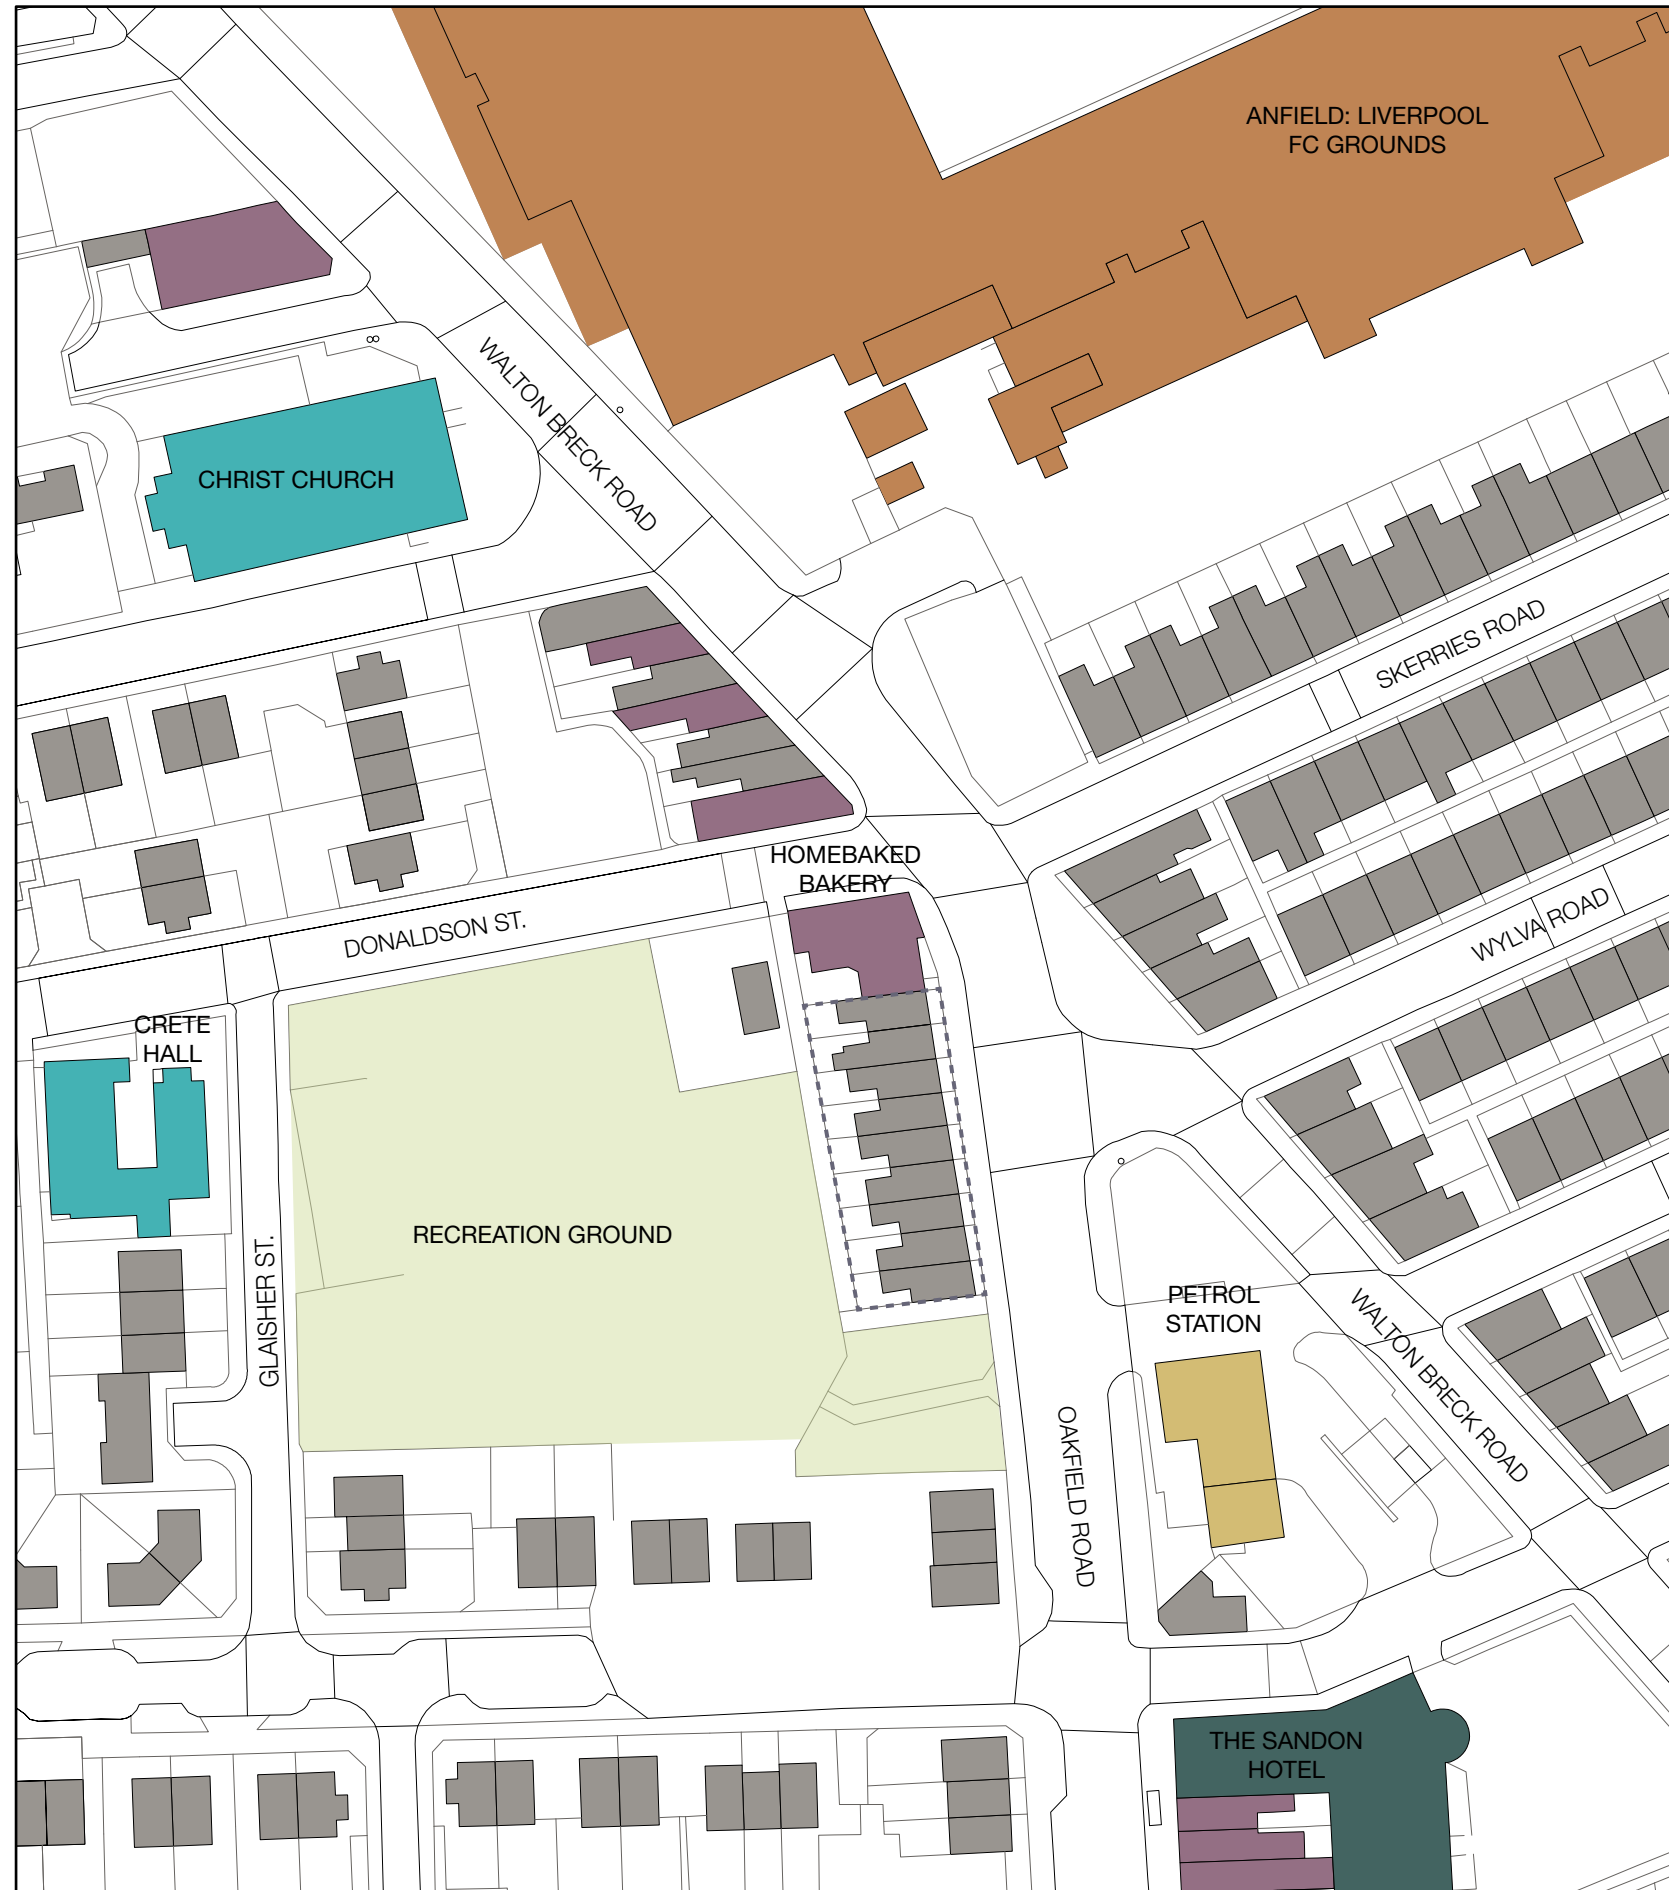 ANFIELD: LIVERPOOL
FC GROUNDS
WALTON BRECK ROAD
CHRIST CHURCH
SKERRIES ROAD
HOMEBAKED
BAKERY
WYLVA ROAD
DONALDSON ST.
CRETE
HALL
RECREATION GROUND
GLAISHER ST.
PETROL
STATION
WALTON BRECK ROAD
OAKFIELD ROAD
THE SANDON
HOTEL